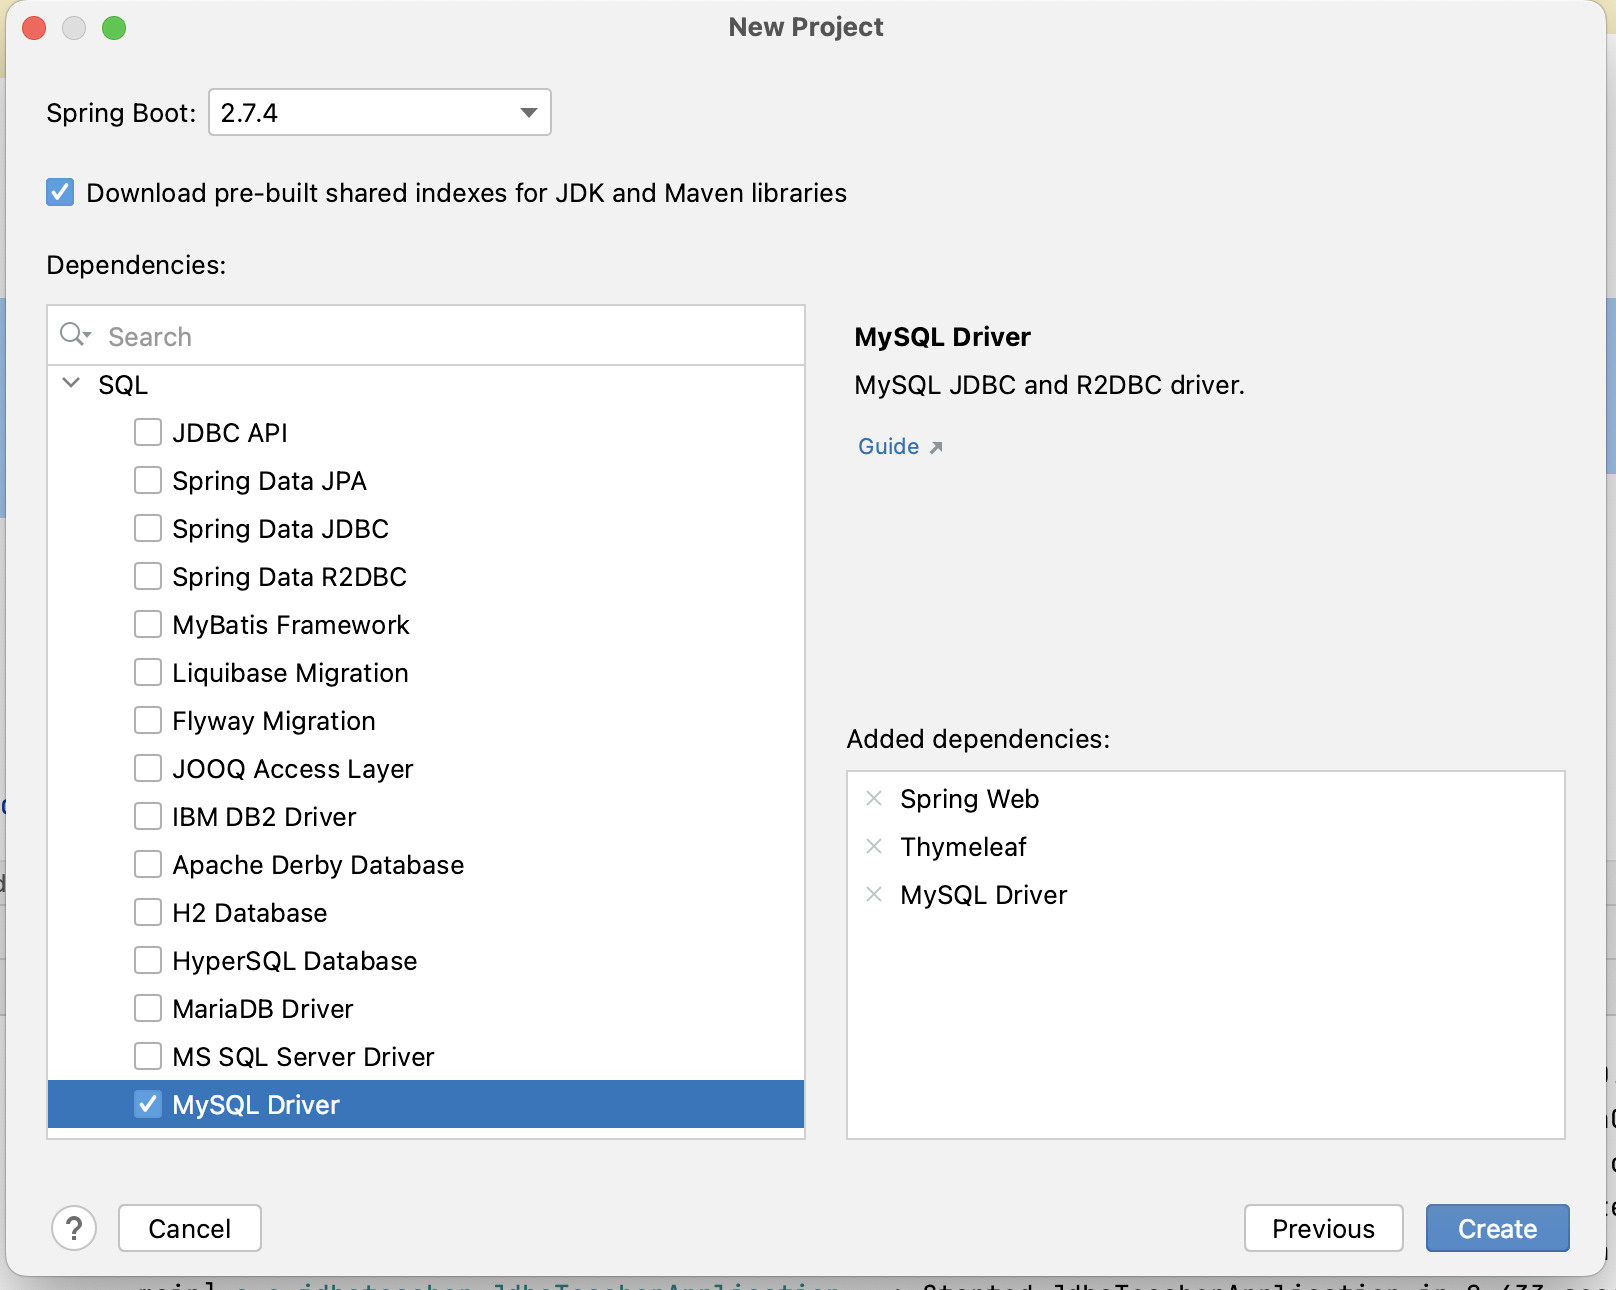 New Project
Spring Boot: 2.7.4
Download pre-built shared indexes for JDK and Maven libraries
Dependencies:
Search
SQL
JDBC API
Spring Data JPA
Spring Data JDBC
Spring Data R2DBC
MyBatis Framework
Liquibase Migration
Flyway Migration
JOOQ Access Layer
IBM DB2 Driver
Apache Derby Database
H2 Database
HyperSQL Database
MariaDB Driver
MS SQL Server Driver
MySQL Driver
MySQL Driver
MySQL JDBC and R2DBC driver.
Guide
Added dependencies:
Spring Web
Thymeleaf
MySQL Driver
? Cancel Previous Create